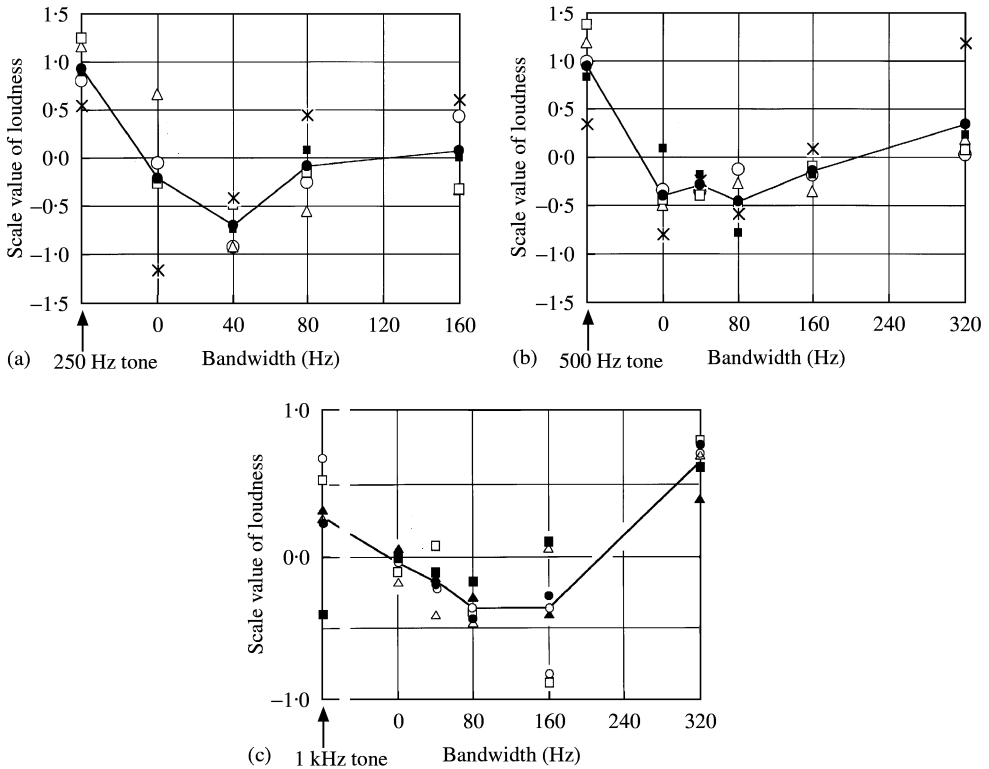 1·5
1·0
0·5
0·0
−0·5
−1·0
−1·5
Scale value of loudness
0 40 80 120 160
(a) 250 Hz tone Bandwidth (Hz)
1·5
1·0
0·5
0·0
−0·5
−1·0
−1·5
Scale value of loudness
0 80 160 240 320
(b) 500 Hz tone Bandwidth (Hz)
1·0
0·0
−1·0
Scale value of loudness
0 80 160 240 320
(c) 1 kHz tone Bandwidth (Hz)